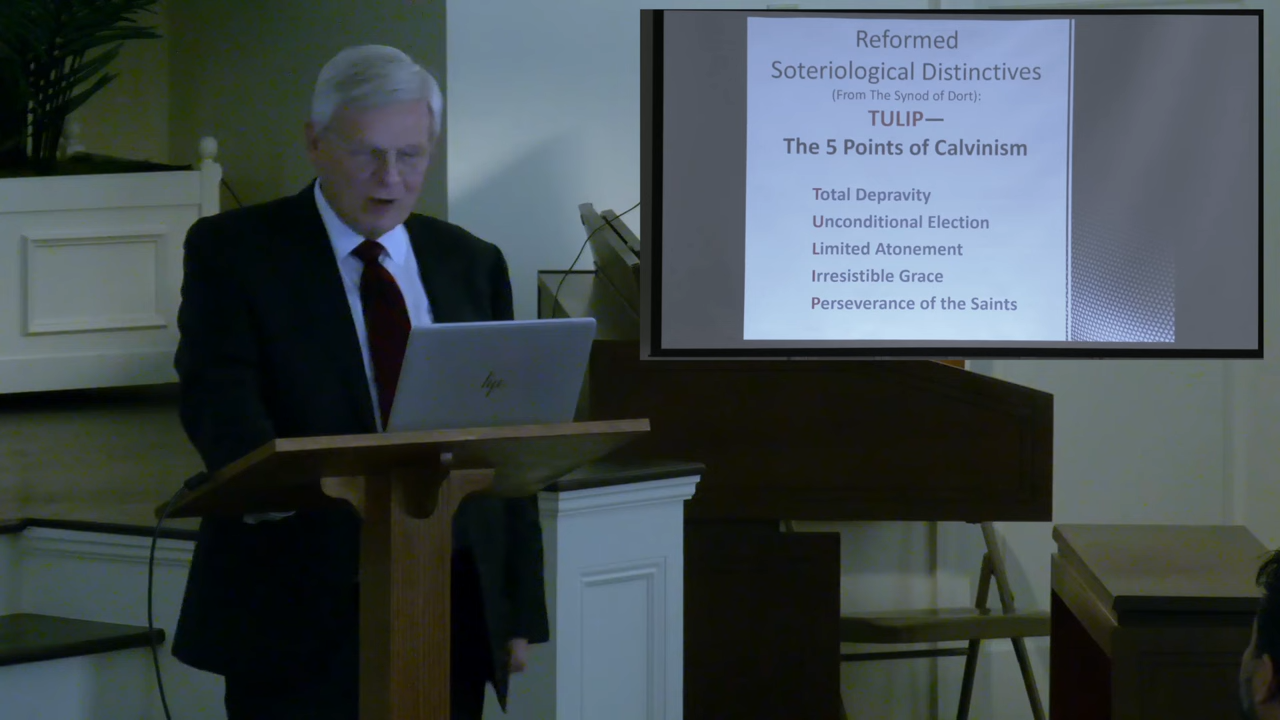 Reformed
Soteriological Distinctives
(From The Synod of Dort):
TULIP—
The 5 Points of Calvinism
Total Depravity
Unconditional Election
Limited Atonement
Irresistible Grace
Perseverance of the Saints
hp